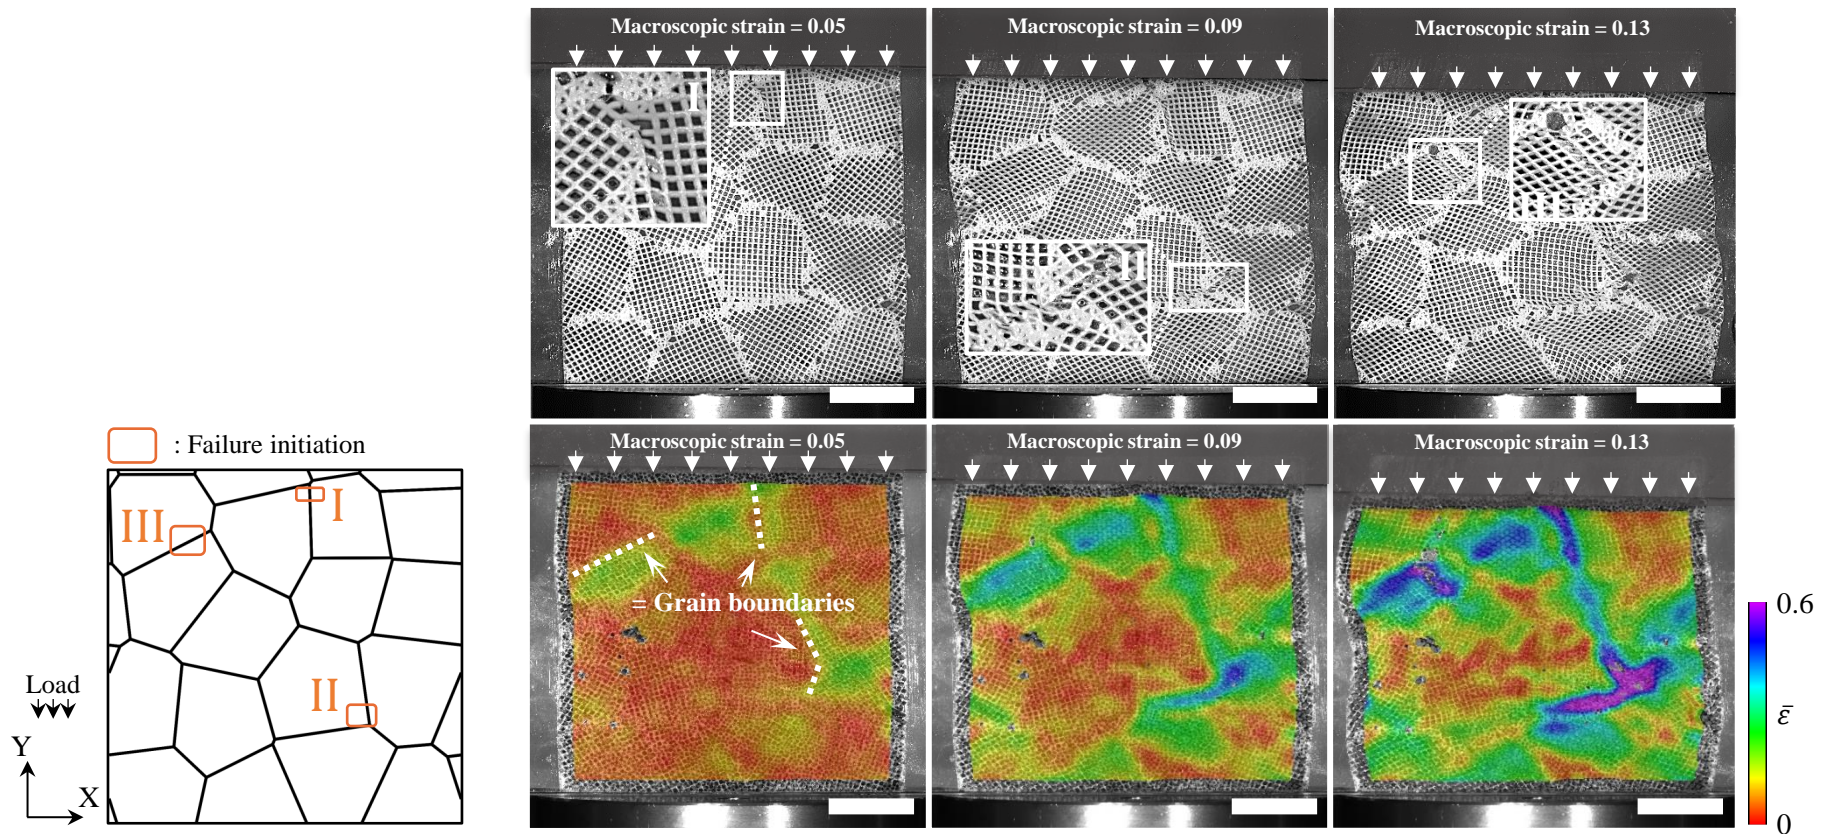 Macroscopic strain = 0.05
Macroscopic strain = 0.09
Macroscopic strain = 0.13
I
II
III
Macroscopic strain = 0.05
Macroscopic strain = 0.09
Macroscopic strain = 0.13
: Failure initiation
I
III
II
Load
Y
X
= Grain boundaries
0.6
ε̄
0